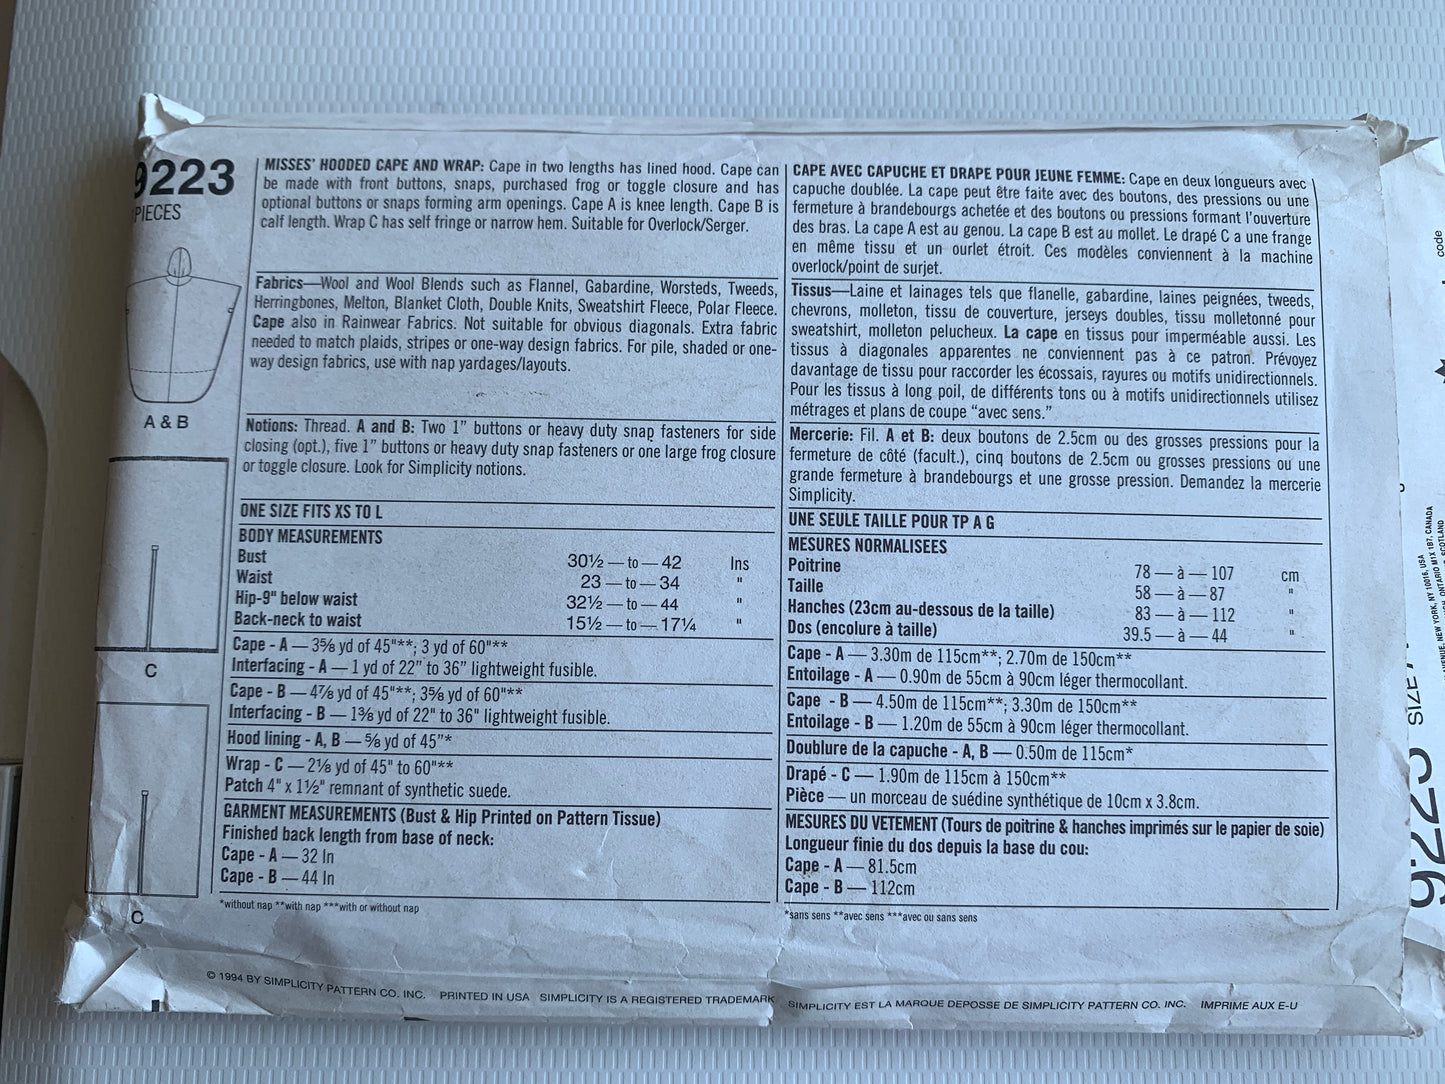 9223
PIECES
A & B
C
C
MISSES' HOODED CAPE AND WRAP: Cape in two lengths has lined hood. Cape can
be made with front buttons, snaps, purchased frog or toggle closure and has
optional buttons or snaps forming arm openings. Cape A is knee length. Cape B is
calf length. Wrap C has self fringe or narrow hem. Suitable for Overlock/Serger.
Fabrics—Wool and Wool Blends such as Flannel, Gabardine, Worsteds, Tweeds,
Herringbones, Melton, Blanket Cloth, Double Knits, Sweatshirt Fleece, Polar Fleece.
Cape also in Rainwear Fabrics. Not suitable for obvious diagonals. Extra fabric
needed to match plaids, stripes or one-way design fabrics. For pile, shaded or one-
way design fabrics, use with nap yardages/layouts.
Notions: Thread. A and B: Two 1" buttons or heavy duty snap fasteners for side
closing (opt.), five 1" buttons or heavy duty snap fasteners or one large frog closure
or toggle closure. Look for Simplicity notions.
ONE SIZE FITS XS TO L
BODY MEASUREMENTS
Bust 30½ — to — 42 Ins
Waist 23 — to — 34 "
Hip-9" below waist 32½ — to — 44 "
Back-neck to waist 15½ — to — 17¼ "
Cape - A — 3⅝ yd of 45"**; 3 yd of 60"**
Interfacing - A — 1 yd of 22" to 36" lightweight fusible.
Cape - B — 4⅞ yd of 45"**; 3⅝ yd of 60"**
Interfacing - B — 1⅜ yd of 22" to 36" lightweight fusible.
Hood lining - A, B — ⅝ yd of 45"*
Wrap - C — 2⅛ yd of 45" to 60"**
Patch 4" x 1½" remnant of synthetic suede.
GARMENT MEASUREMENTS (Bust & Hip Printed on Pattern Tissue)
Finished back length from base of neck:
Cape - A — 32 In
Cape - B — 44 In
*without nap **with nap ***with or without nap
CAPE AVEC CAPUCHE ET DRAPE POUR JEUNE FEMME: Cape en deux longueurs avec
capuche doublée. La cape peut être faite avec des boutons, des pressions ou une
fermeture à brandebourgs achetée et des boutons ou pressions formant l'ouverture
des bras. La cape A est au genou. La cape B est au mollet. Le drapé C a une frange
en même tissu et un ourlet étroit. Ces modèles conviennent à la machine
overlock/point de surjet.
Tissus—Laine et lainages tels que flanelle, gabardine, laines peignées, tweeds,
chevrons, molleton, tissu de couverture, jerseys doubles, tissu molletonné pour
sweatshirt, molleton pelucheux. La cape en tissus pour imperméable aussi. Les
tissus à diagonales apparentes ne conviennent pas à ce patron. Prévoyez
davantage de tissu pour raccorder les écossais, rayures ou motifs unidirectionnels.
Pour les tissus à long poil, de différents tons ou à motifs unidirectionnels utilisez
métrages et plans de coupe "avec sens."
Mercerie: Fil. A et B: deux boutons de 2.5cm ou des grosses pressions pour la
fermeture de côté (facult.), cinq boutons de 2.5cm ou grosses pressions ou une
grande fermeture à brandebourgs et une grosse pression. Demandez la mercerie
Simplicity.
UNE SEULE TAILLE POUR TP A G
MESURES NORMALISEES
Poitrine 78 — à — 107 cm
Taille 58 — à — 87 "
Hanches (23cm au-dessous de la taille) 83 — à — 112 "
Dos (encolure à taille) 39.5 — à — 44 "
Cape - A — 3.30m de 115cm**; 2.70m de 150cm**
Entoilage - A — 0.90m de 55cm à 90cm léger thermocollant.
Cape - B — 4.50m de 115cm**; 3.30m de 150cm**
Entoilage - B — 1.20m de 55cm à 90cm léger thermocollant.
Doublure de la capuche - A, B — 0.50m de 115cm*
Drapé - C — 1.90m de 115cm à 150cm**
Pièce — un morceau de suédine synthétique de 10cm x 3.8cm.
MESURES DU VETEMENT (Tours de poitrine & hanches imprimés sur le papier de soie)
Longueur finie du dos depuis la base du cou:
Cape - A — 81.5cm
Cape - B — 112cm
*sans sens **avec sens ***avec ou sans sens
© 1994 BY SIMPLICITY PATTERN CO. INC. PRINTED IN USA SIMPLICITY IS A REGISTERED TRADEMARK SIMPLICITY EST LA MARQUE DEPOSSE DE SIMPLICITY PATTERN CO. INC. IMPRIME AUX E-U
code
AVENUE, NEW YORK, NY 10016, USA
ONTARIO M1X 1B7, CANADA
SCOTLAND
9223 SIZE